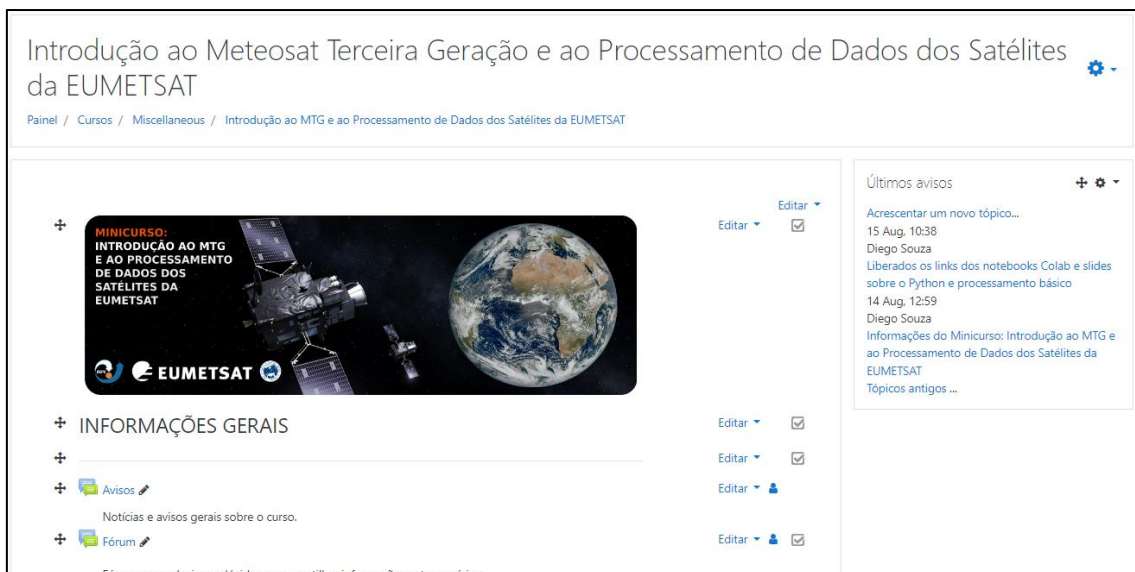 Introdução ao Meteosat Terceira Geração e ao Processamento de Dados dos Satélites
da EUMETSAT
Painel / Cursos / Miscellaneous / Introdução ao MTG e ao Processamento de Dados dos Satélites da EUMETSAT
Editar
Editar
MINICURSO:
INTRODUÇÃO AO MTG
E AO PROCESSAMENTO
DE DADOS DOS
SATÉLITES DA
EUMETSAT
EUMETSAT
INFORMAÇÕES GERAIS
Editar
Editar
Avisos
Editar
Notícias e avisos gerais sobre o curso.
Fórum
Editar
Últimos avisos
Acrescentar um novo tópico...
15 Aug, 10:38
Diego Souza
Liberados os links dos notebooks Colab e slides
sobre o Python e processamento básico
14 Aug, 12:59
Diego Souza
Informações do Minicurso: Introdução ao MTG e
ao Processamento de Dados dos Satélites da
EUMETSAT
Tópicos antigos ...